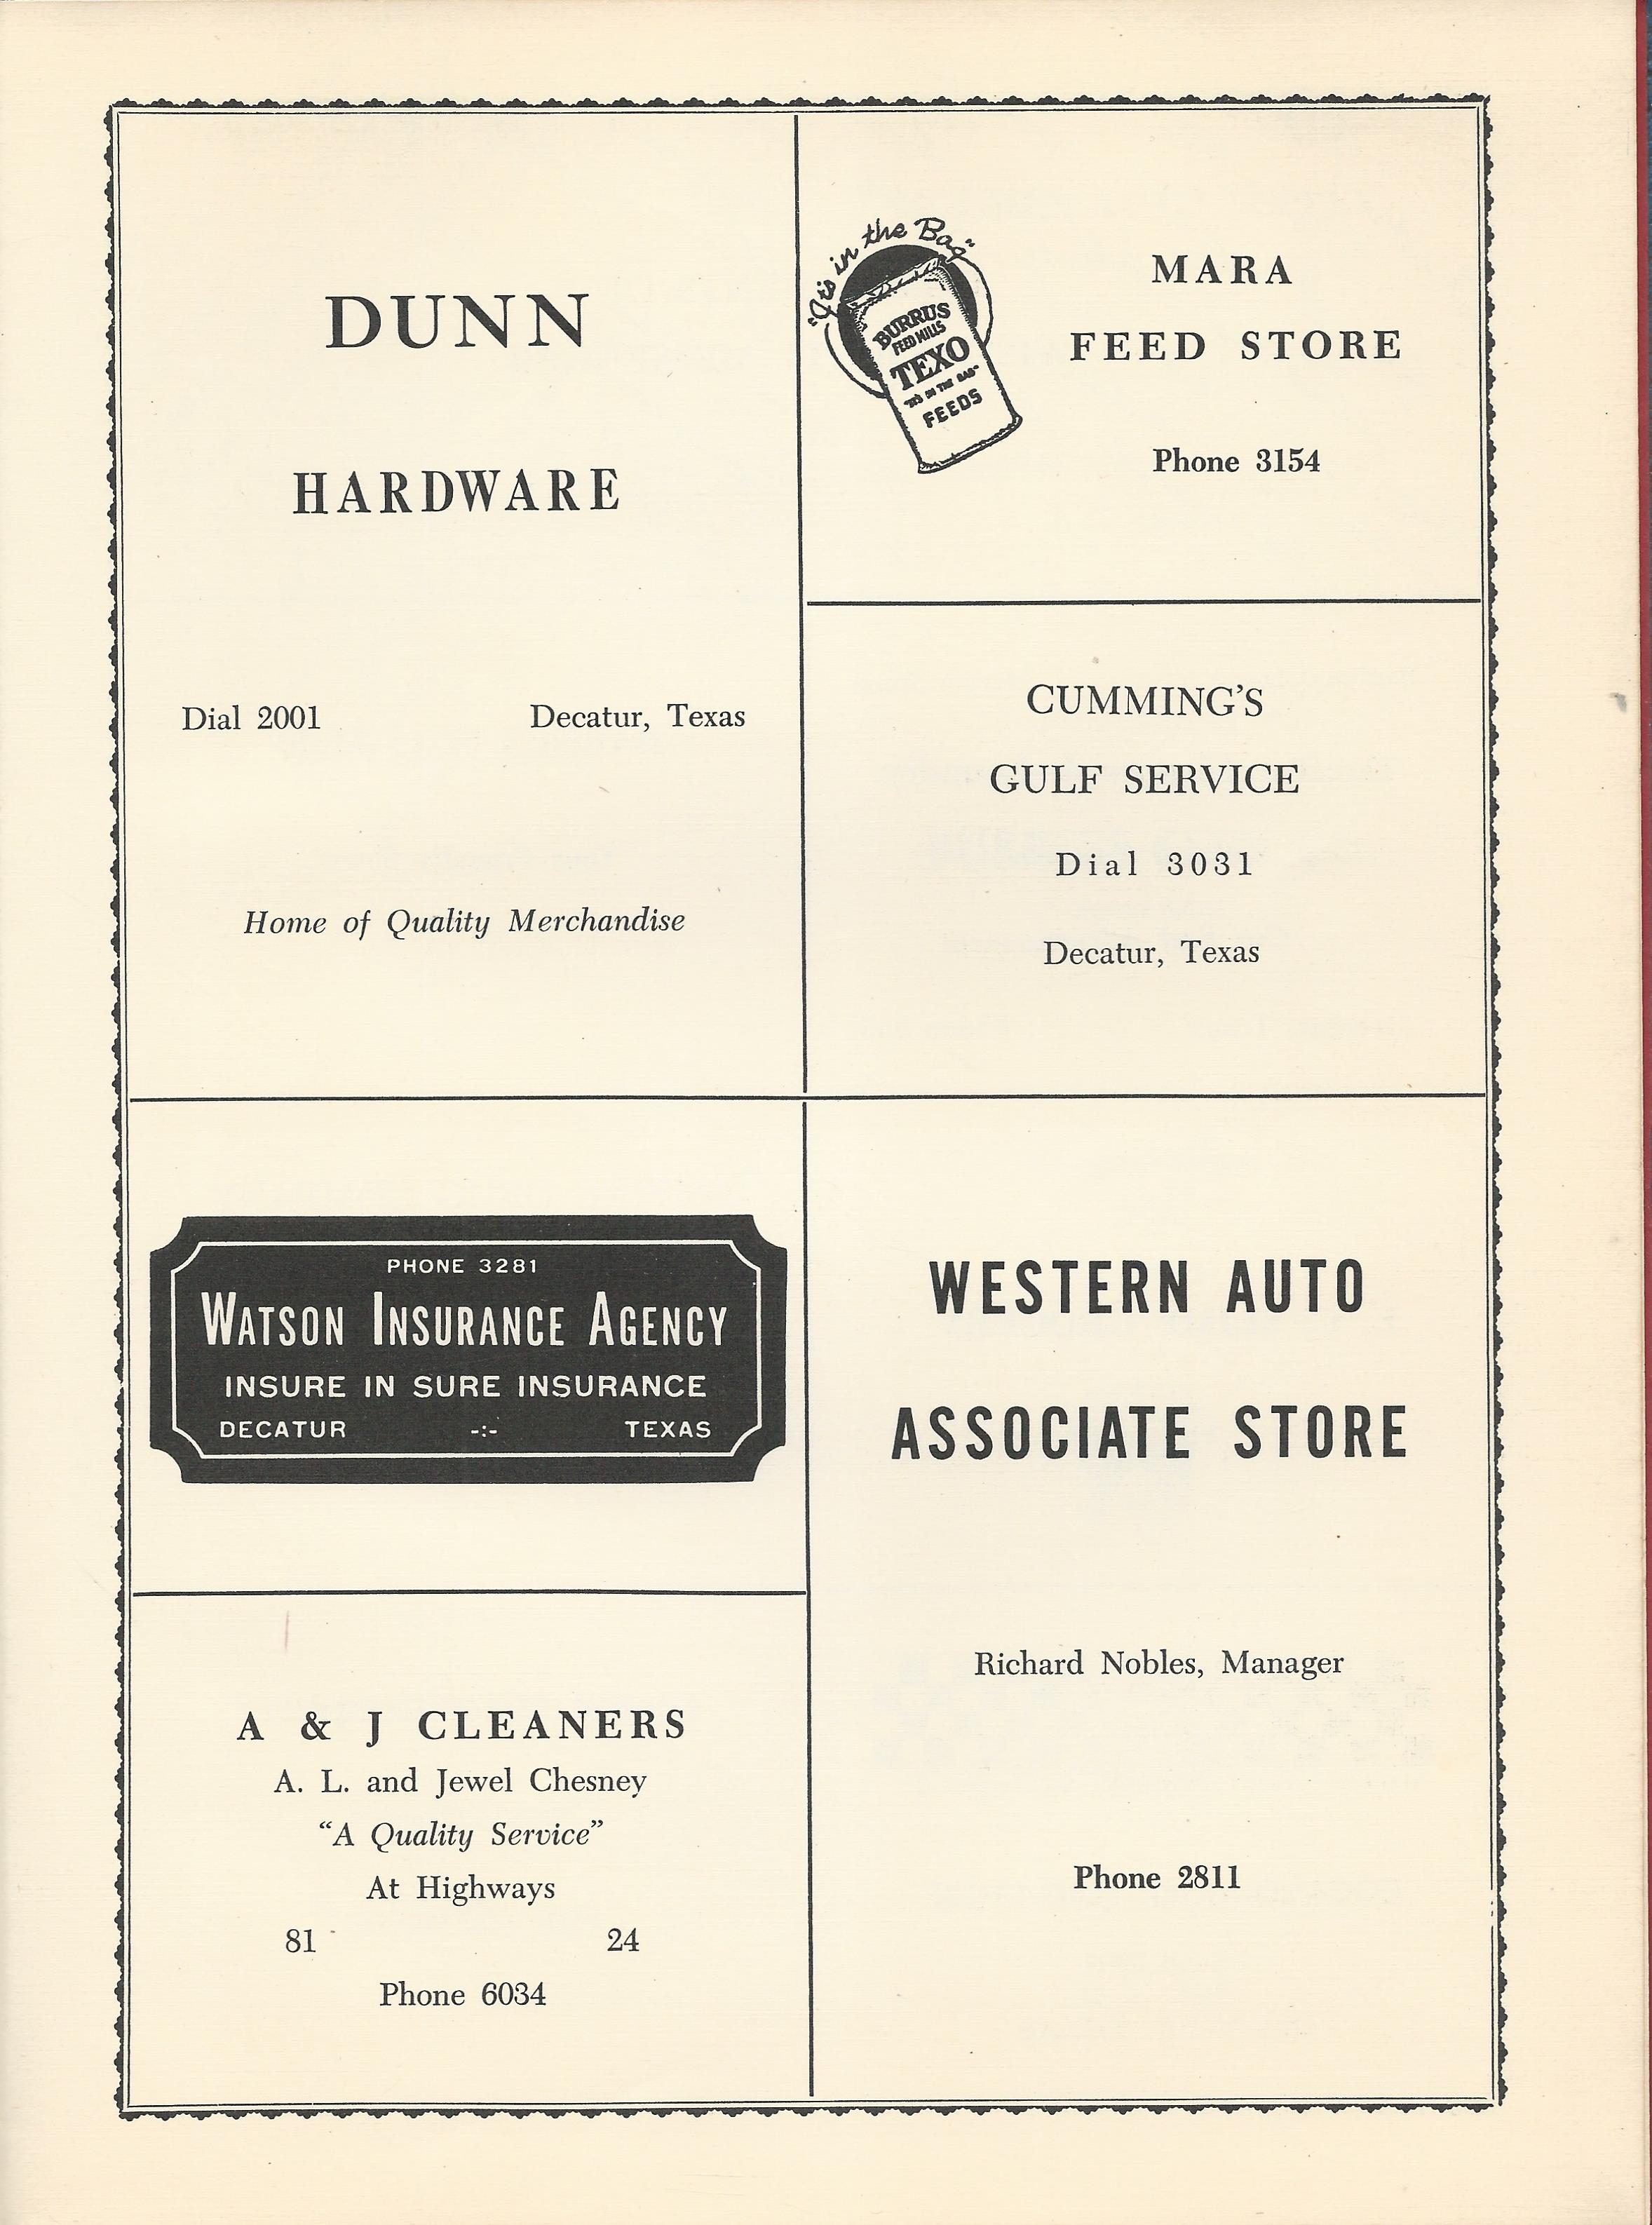 DUNN
HARDWARE
Dial 2001 Decatur, Texas
Home of Quality Merchandise
"It's in the Bag"
BURRUS
FEED MILLS
TEXO
"IT'S IN THE BAG"
FEEDS
MARA
FEED STORE
Phone 3154
CUMMING'S
GULF SERVICE
Dial 3031
Decatur, Texas
PHONE 3281
WATSON INSURANCE AGENCY
INSURE IN SURE INSURANCE
DECATUR -:- TEXAS
A & J CLEANERS
A. L. and Jewel Chesney
“A Quality Service”
At Highways
81 24
Phone 6034
WESTERN AUTO
ASSOCIATE STORE
Richard Nobles, Manager
Phone 2811